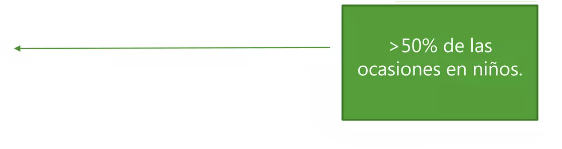 >50% de las
ocasiones en niños.